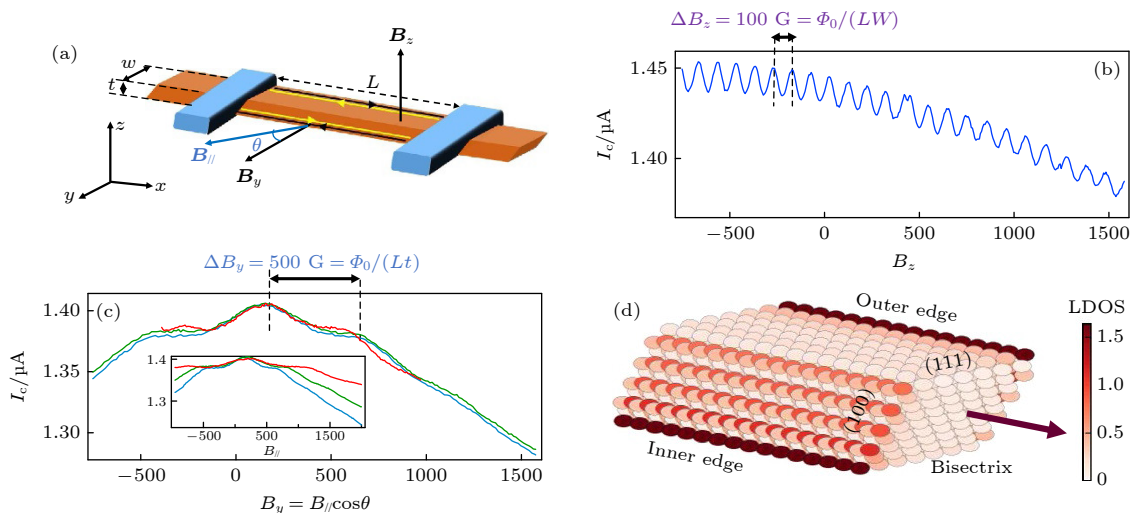 ΔB_z = 100 G = Φ_0/(LW)
(a)
B_z
w
t
L
B_//
θ
B_y
z
x
y
(b)
I_c/μA
1.45
1.40
−500
0
500
1000
1500
B_z
ΔB_y = 500 G = Φ_0/(Lt)
(c)
I_c/μA
1.40
1.35
1.30
1.4
1.3
−500
500
1500
B_//
−500
0
500
1000
1500
B_y = B_//cosθ
(d)
Outer edge
(111)
(100)
Inner edge
Bisectrix
LDOS
1.5
1.0
0.5
0